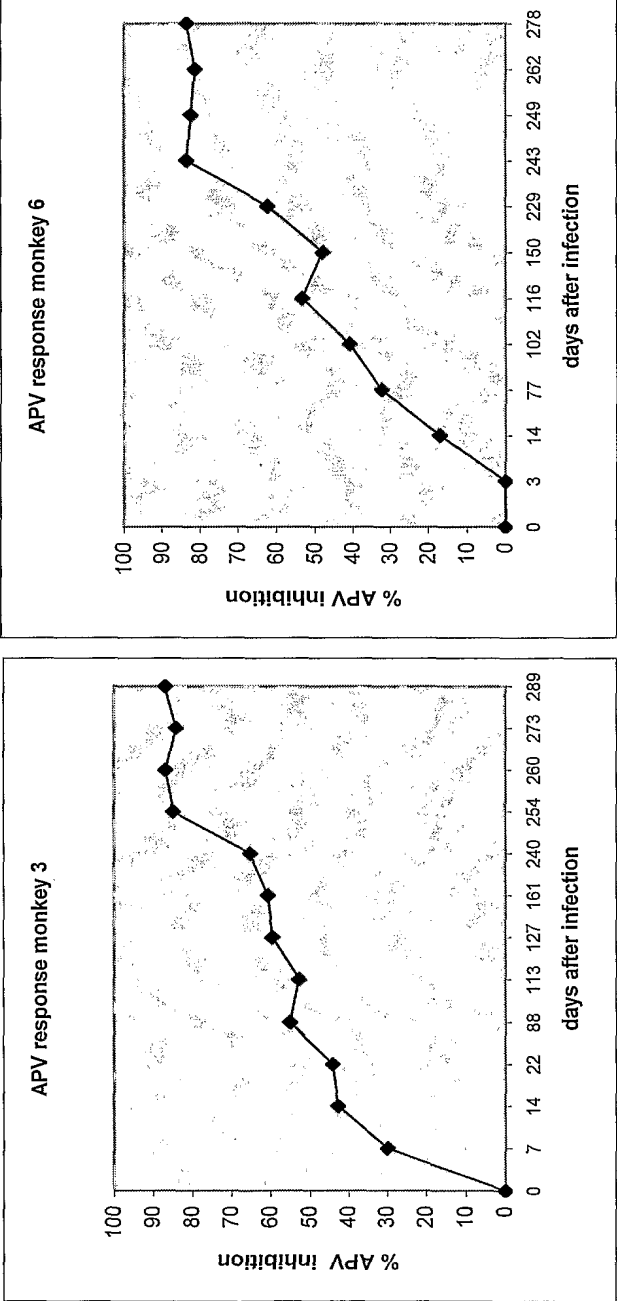 APV response monkey 3
% APV inhibition
100
90
80
70
60
50
40
30
20
10
0
0 7 14 22 88 113 127 161 240 254 260 273 289
days after infection
APV response monkey 6
% APV inhibition
100
90
80
70
60
50
40
30
20
10
0
0 3 14 77 102 116 150 229 243 249 262 278
days after infection